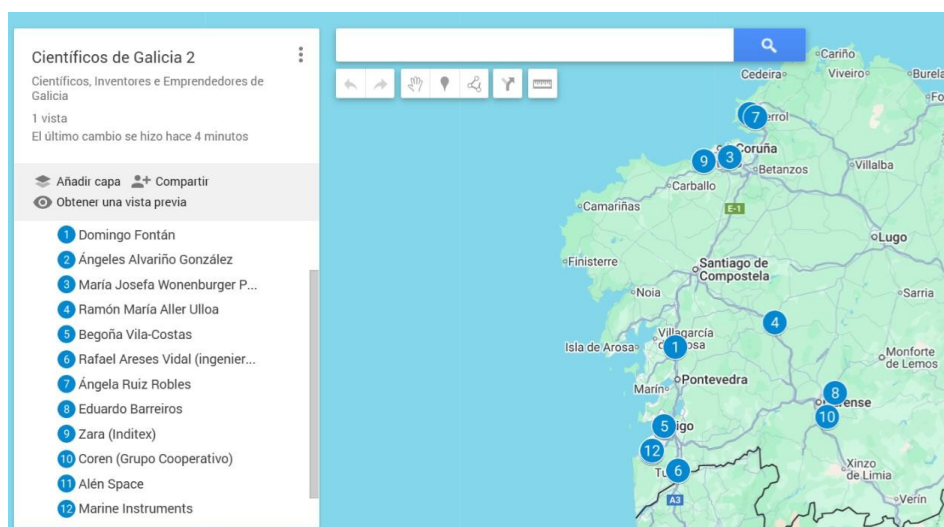 Científicos de Galicia 2
Científicos, Inventores e Emprendedores de
Galicia
1 vista
El último cambio se hizo hace 4 minutos
Añadir capa Compartir
Obtener una vista previa
1 Domingo Fontán
2 Ángeles Alvariño González
3 María Josefa Wonenburger P...
4 Ramón María Aller Ulloa
5 Begoña Vila-Costas
6 Rafael Areses Vidal (ingenier...
7 Ángela Ruiz Robles
8 Eduardo Barreiros
9 Zara (Inditex)
10 Coren (Grupo Cooperativo)
11 Alén Space
12 Marine Instruments
Cariño
Cedeira Viveiro Burela
7
9 3 Coruña
Betanzos Villalba
Carballo
Camariñas E-1
Lugo
Finisterre Santiago de
Compostela
Noia Sarria
4
Villagarcía
Isla de Arosa 1
Monforte
de Lemos
Marín Pontevedra
8
10
5
12
6
Xinzo
de Limia
A3 Verín